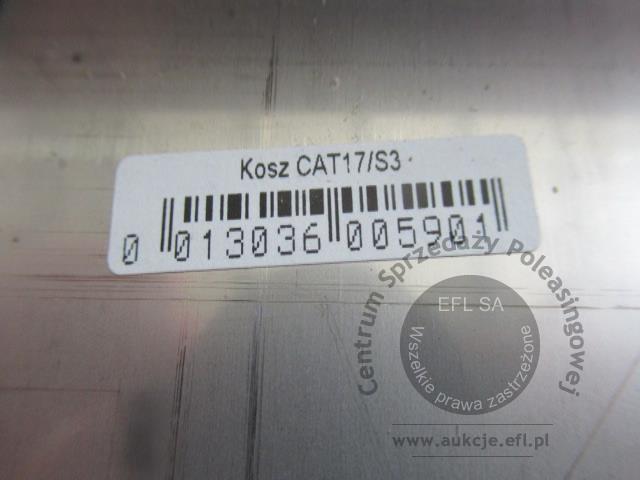 Kosz CAT17/S3
0 013036 005901
Centrum Sprzedaży Poleasingowej
EFL SA
Wszelkie prawa zastrzeżone
www.aukcje.efl.pl